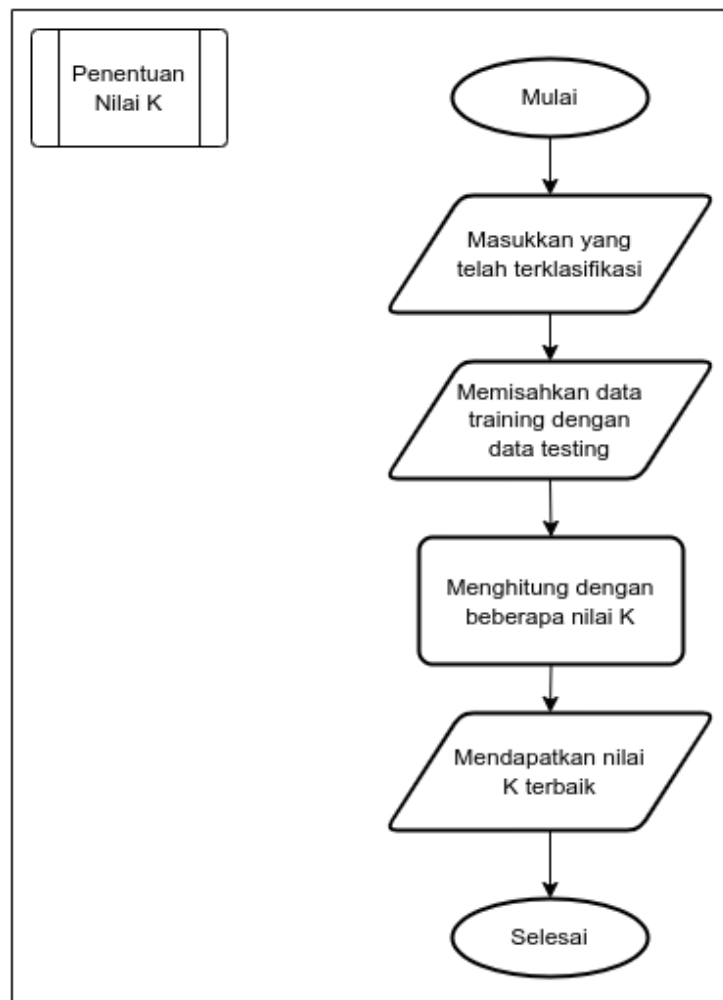 Penentuan
Nilai K
Mulai
Masukkan yang
telah terklasifikasi
Memisahkan data
training dengan
data testing
Menghitung dengan
beberapa nilai K
Mendapatkan nilai
K terbaik
Selesai